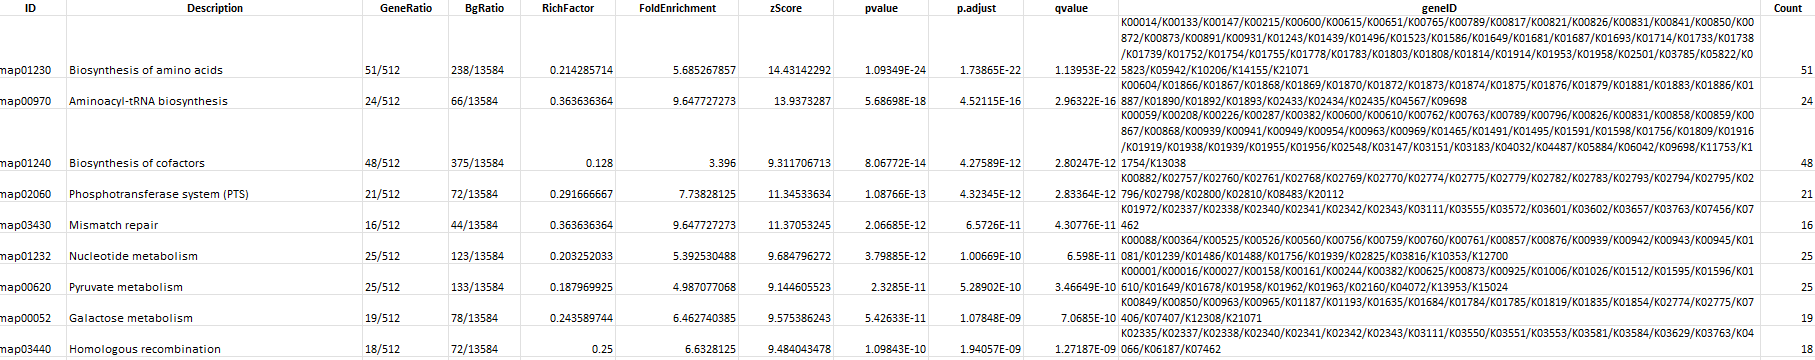 ID Description GeneRatio BgRatio RichFactor FoldEnrichment zScore pvalue p.adjust qvalue geneID Count
K00014/K00133/K00147/K00215/K00600/K00615/K00651/K00765/K00789/K00817/K00821/K00826/K00831/K00841/K00850/K00
872/K00873/K00891/K00931/K01243/K01439/K01496/K01523/K01586/K01649/K01681/K01687/K01693/K01714/K01733/K01738
/K01739/K01752/K01754/K01755/K01778/K01783/K01803/K01808/K01814/K01914/K01953/K01958/K02501/K03785/K05822/K0
map01230 Biosynthesis of amino acids 51/512 238/13584 0.214285714 5.685267857 14.43142292 1.09349E-24 1.73865E-22 1.13953E-22 5823/K05942/K10206/K14155/K21071 51
K00604/K01866/K01867/K01868/K01869/K01870/K01872/K01873/K01874/K01875/K01876/K01879/K01881/K01883/K01886/K01
map00970 Aminoacyl-tRNA biosynthesis 24/512 66/13584 0.363636364 9.647727273 13.9373287 5.68698E-18 4.52115E-16 2.96322E-16 887/K01890/K01892/K01893/K02433/K02434/K02435/K04567/K09698 24
K00059/K00208/K00226/K00287/K00382/K00600/K00610/K00762/K00763/K00789/K00796/K00826/K00831/K00858/K00859/K00
867/K00868/K00939/K00941/K00949/K00954/K00963/K00969/K01465/K01491/K01495/K01591/K01598/K01756/K01809/K01916
/K01919/K01938/K01939/K01955/K01956/K02548/K03147/K03151/K03183/K04032/K04487/K05884/K06042/K09698/K11753/K1
map01240 Biosynthesis of cofactors 48/512 375/13584 0.128 3.396 9.311706713 8.06772E-14 4.27589E-12 2.80247E-12 1754/K13038 48
K00882/K02757/K02760/K02761/K02768/K02769/K02770/K02774/K02775/K02779/K02782/K02783/K02793/K02794/K02795/K02
map02060 Phosphotransferase system (PTS) 21/512 72/13584 0.291666667 7.73828125 11.34533634 1.08766E-13 4.32345E-12 2.83364E-12 796/K02798/K02800/K02810/K08483/K20112 21
K01972/K02337/K02338/K02340/K02341/K02342/K02343/K03111/K03555/K03572/K03601/K03602/K03657/K03763/K07456/K07
map03430 Mismatch repair 16/512 44/13584 0.363636364 9.647727273 11.37053245 2.06685E-12 6.5726E-11 4.30776E-11 462 16
K00088/K00364/K00525/K00526/K00560/K00756/K00759/K00760/K00761/K00857/K00876/K00939/K00942/K00943/K00945/K01
map01232 Nucleotide metabolism 25/512 123/13584 0.203252033 5.392530488 9.684796272 3.79885E-12 1.00669E-10 6.598E-11 081/K01239/K01486/K01488/K01756/K01939/K02825/K03816/K10353/K12700 25
K00001/K00016/K00027/K00158/K00161/K00244/K00382/K00625/K00873/K00925/K01006/K01026/K01512/K01595/K01596/K01
map00620 Pyruvate metabolism 25/512 133/13584 0.187969925 4.987077068 9.144605523 2.3285E-11 5.28902E-10 3.46649E-10 610/K01649/K01678/K01958/K01962/K01963/K02160/K04072/K13953/K15024 25
K00849/K00850/K00963/K00965/K01187/K01193/K01635/K01684/K01784/K01785/K01819/K01835/K01854/K02774/K02775/K07
map00052 Galactose metabolism 19/512 78/13584 0.243589744 6.462740385 9.575386243 5.42633E-11 1.07848E-09 7.0685E-10 406/K07407/K12308/K21071 19
K02335/K02337/K02338/K02340/K02341/K02342/K02343/K03111/K03550/K03551/K03553/K03581/K03584/K03629/K03763/K04
map03440 Homologous recombination 18/512 72/13584 0.25 6.6328125 9.484043478 1.09843E-10 1.94057E-09 1.27187E-09 066/K06187/K07462 18